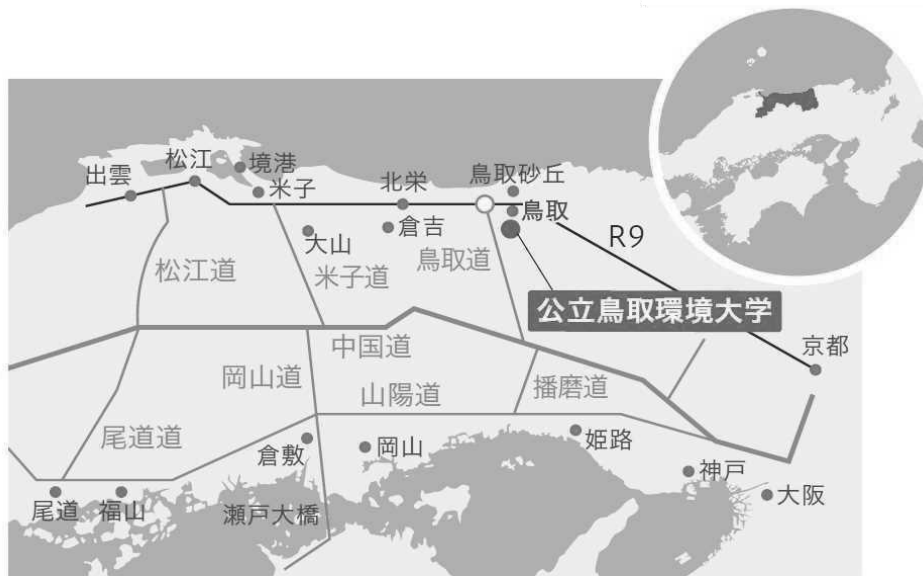 出雲
松江
境港
米子
北栄
鳥取砂丘
鳥取
倉吉
大山
R9
松江道
米子道
鳥取道
公立鳥取環境大学
京都
中国道
岡山道
山陽道
播磨道
尾道道
倉敷
岡山
姫路
神戸
大阪
尾道
福山
瀬戸大橋